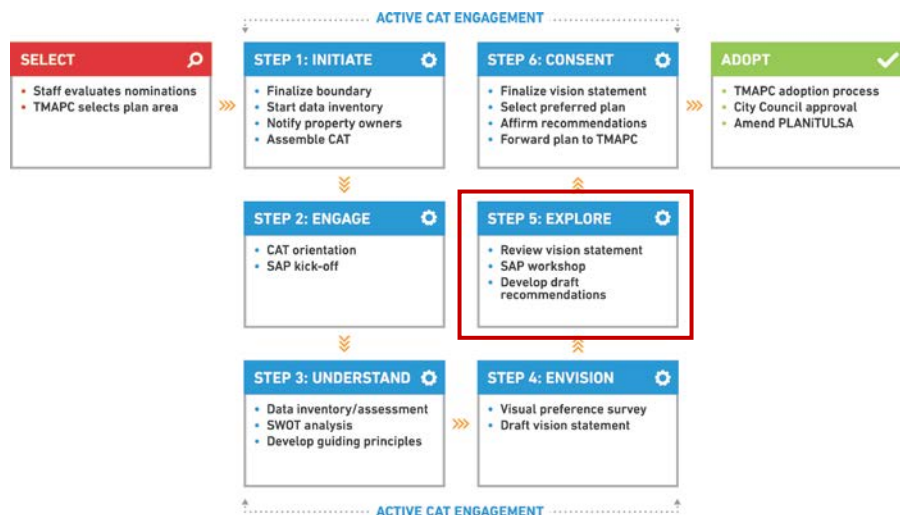 ACTIVE CAT ENGAGEMENT
SELECT
• Staff evaluates nominations
• TMAPC selects plan area
STEP 1: INITIATE
• Finalize boundary
• Start data inventory
• Notify property owners
• Assemble CAT
STEP 2: ENGAGE
• CAT orientation
• SAP kick-off
STEP 3: UNDERSTAND
• Data inventory/assessment
• SWOT analysis
• Develop guiding principles
STEP 4: ENVISION
• Visual preference survey
• Draft vision statement
STEP 5: EXPLORE
• Review vision statement
• SAP workshop
• Develop draft
recommendations
STEP 6: CONSENT
• Finalize vision statement
• Select preferred plan
• Affirm recommendations
• Forward plan to TMAPC
ADOPT
• TMAPC adoption process
• City Council approval
• Amend PLANiTULSA
ACTIVE CAT ENGAGEMENT